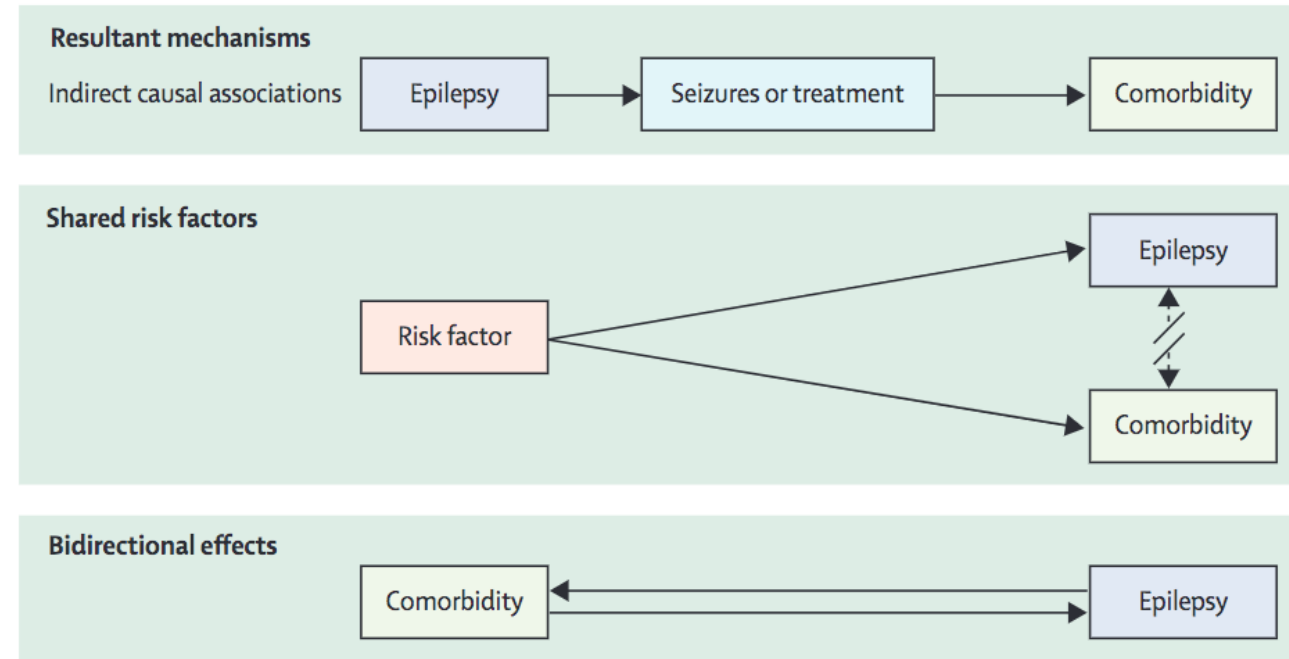 Resultant mechanisms
Indirect causal associations
Epilepsy
Seizures or treatment
Comorbidity
Shared risk factors
Epilepsy
Risk factor
Comorbidity
Bidirectional effects
Comorbidity
Epilepsy